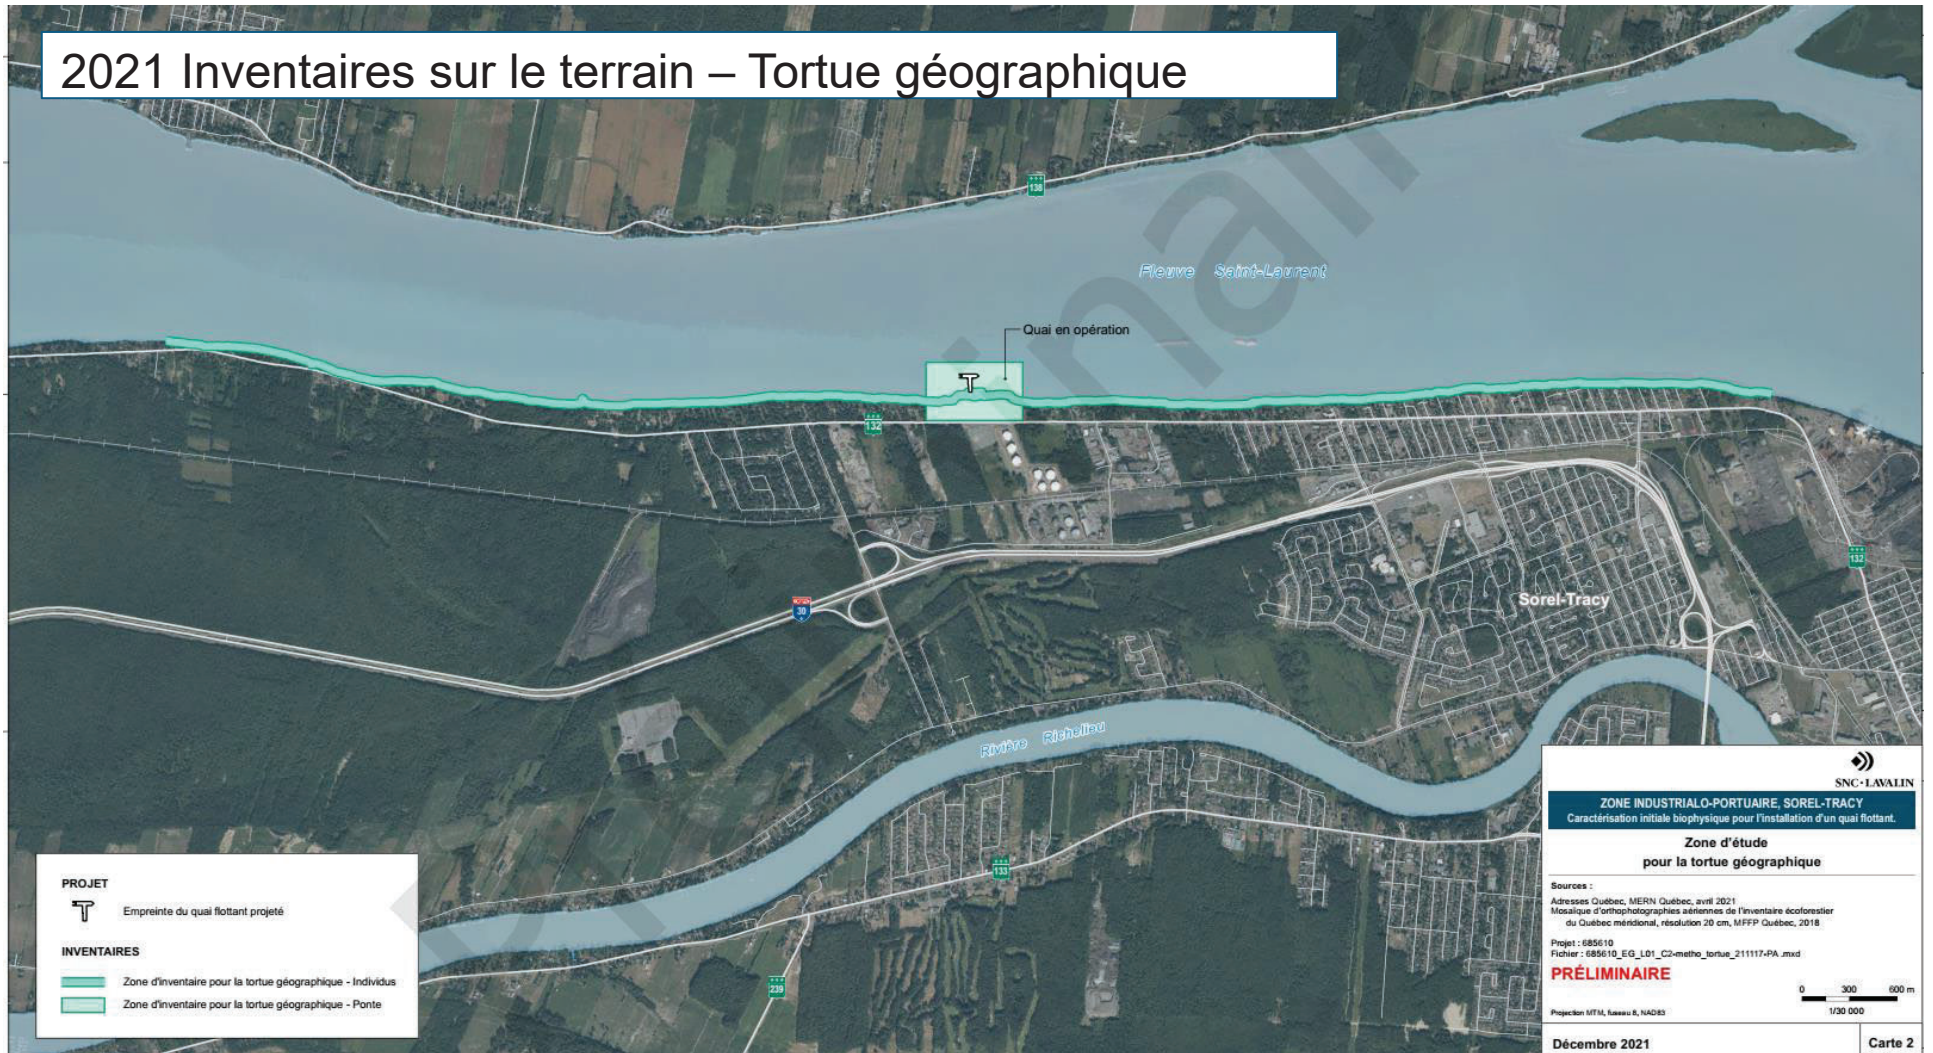 2021 Inventaires sur le terrain – Tortue géographique
138
Fleuve Saint-Laurent
Quai en opération
132
132
30
Sorel-Tracy
Rivière Richelieu
133
239
PROJET
Empreinte du quai flottant projeté
INVENTAIRES
Zone d'inventaire pour la tortue géographique - Individus
Zone d'inventaire pour la tortue géographique - Ponte
SNC·LAVALIN
ZONE INDUSTRIALO-PORTUAIRE, SOREL-TRACY
Caractérisation initiale biophysique pour l'installation d'un quai flottant.
Zone d'étude
pour la tortue géographique
Sources :
Adresses Québec, MERN Québec, avril 2021
Mosaïque d'orthophotographies aériennes de l'inventaire écoforestier
du Québec méridional, résolution 20 cm, MFFP Québec, 2018
Projet : 685610
Fichier : 685610_EG_L01_C2-metho_tortue_211117-PA .mxd
PRÉLIMINAIRE
0 300 600 m
1/30 000
Projection MTM, fuseau 8, NAD83
Décembre 2021
Carte 2